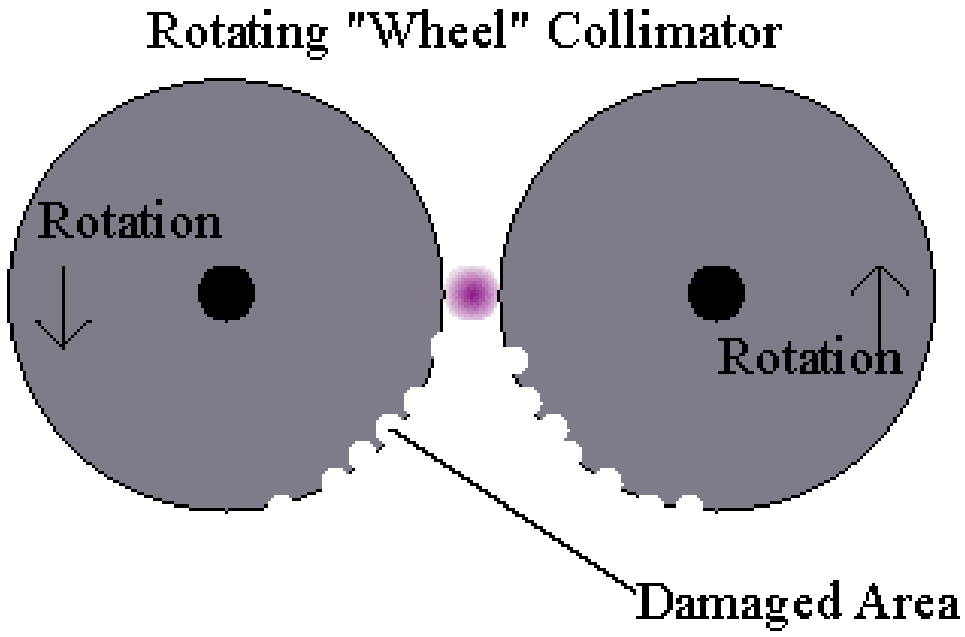 Rotating "Wheel" Collimator
Rotation
Rotation
Damaged Area